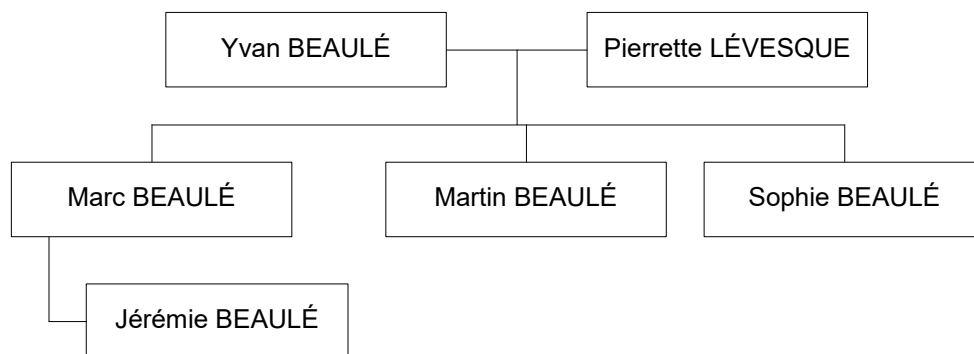 Yvan BEAULÉ
Pierrette LÉVESQUE
Marc BEAULÉ
Martin BEAULÉ
Sophie BEAULÉ
Jérémie BEAULÉ